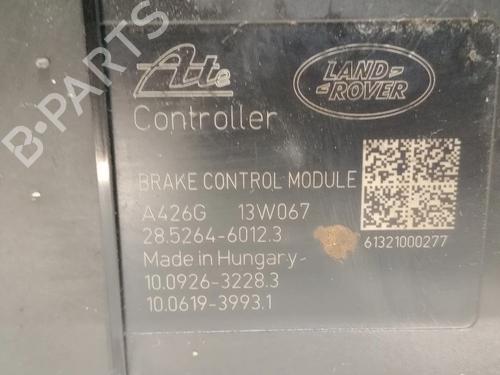 B-PARTS
Ate
LAND-
-ROVER
Controller
BRAKE CONTROL MODULE
A426G 13W067
28.5264-6012.3
61321000277
Made in Hungary
10.0926-3228.3
10.0619-3993.1
B-PARTS